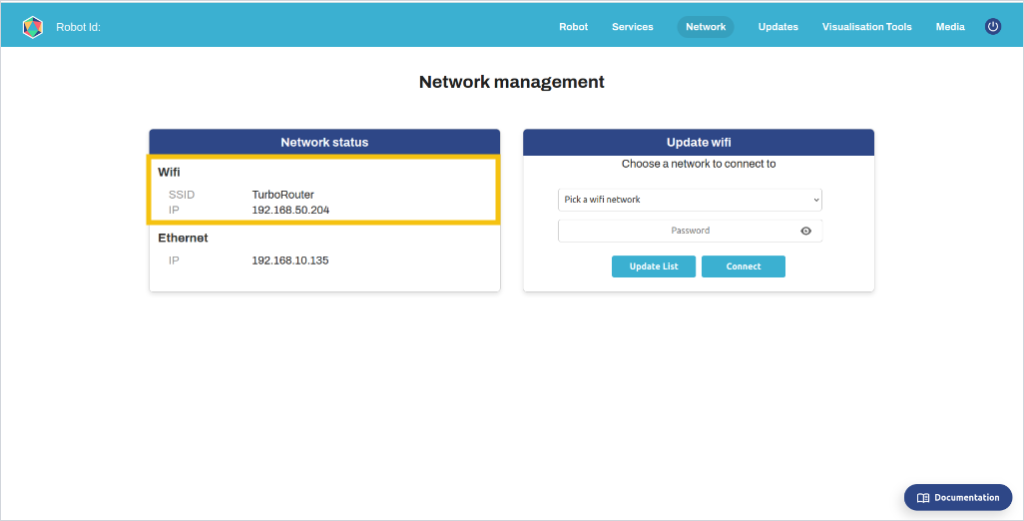 Robot Id:
Robot Services Network Updates Visualisation Tools Media
Network management
Network status
Wifi
SSID TurboRouter
IP 192.168.50.204
Ethernet
IP 192.168.10.135
Update wifi
Choose a network to connect to
Pick a wifi network
Password
Update List Connect
Documentation